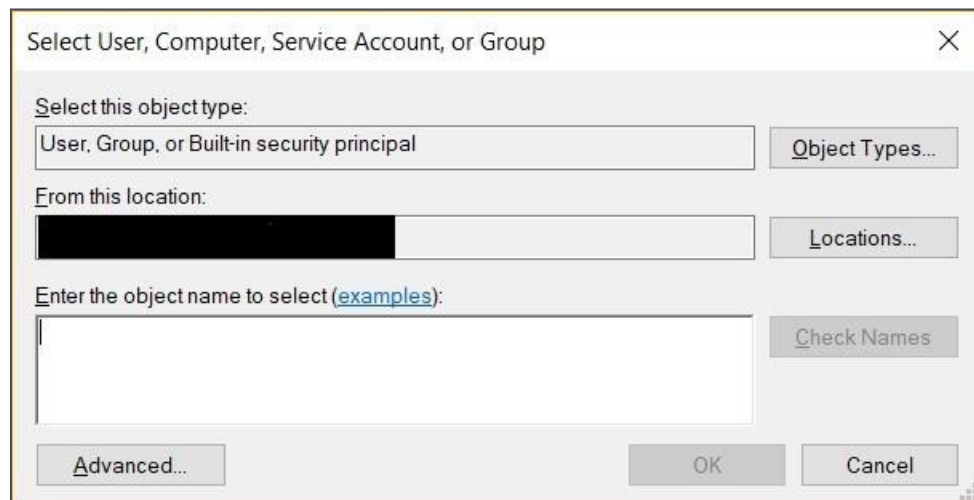 Select User, Computer, Service Account, or Group
Select this object type:
User, Group, or Built-in security principal
Object Types...
From this location:
Locations...
Enter the object name to select (examples):
Check Names
Advanced...
OK
Cancel